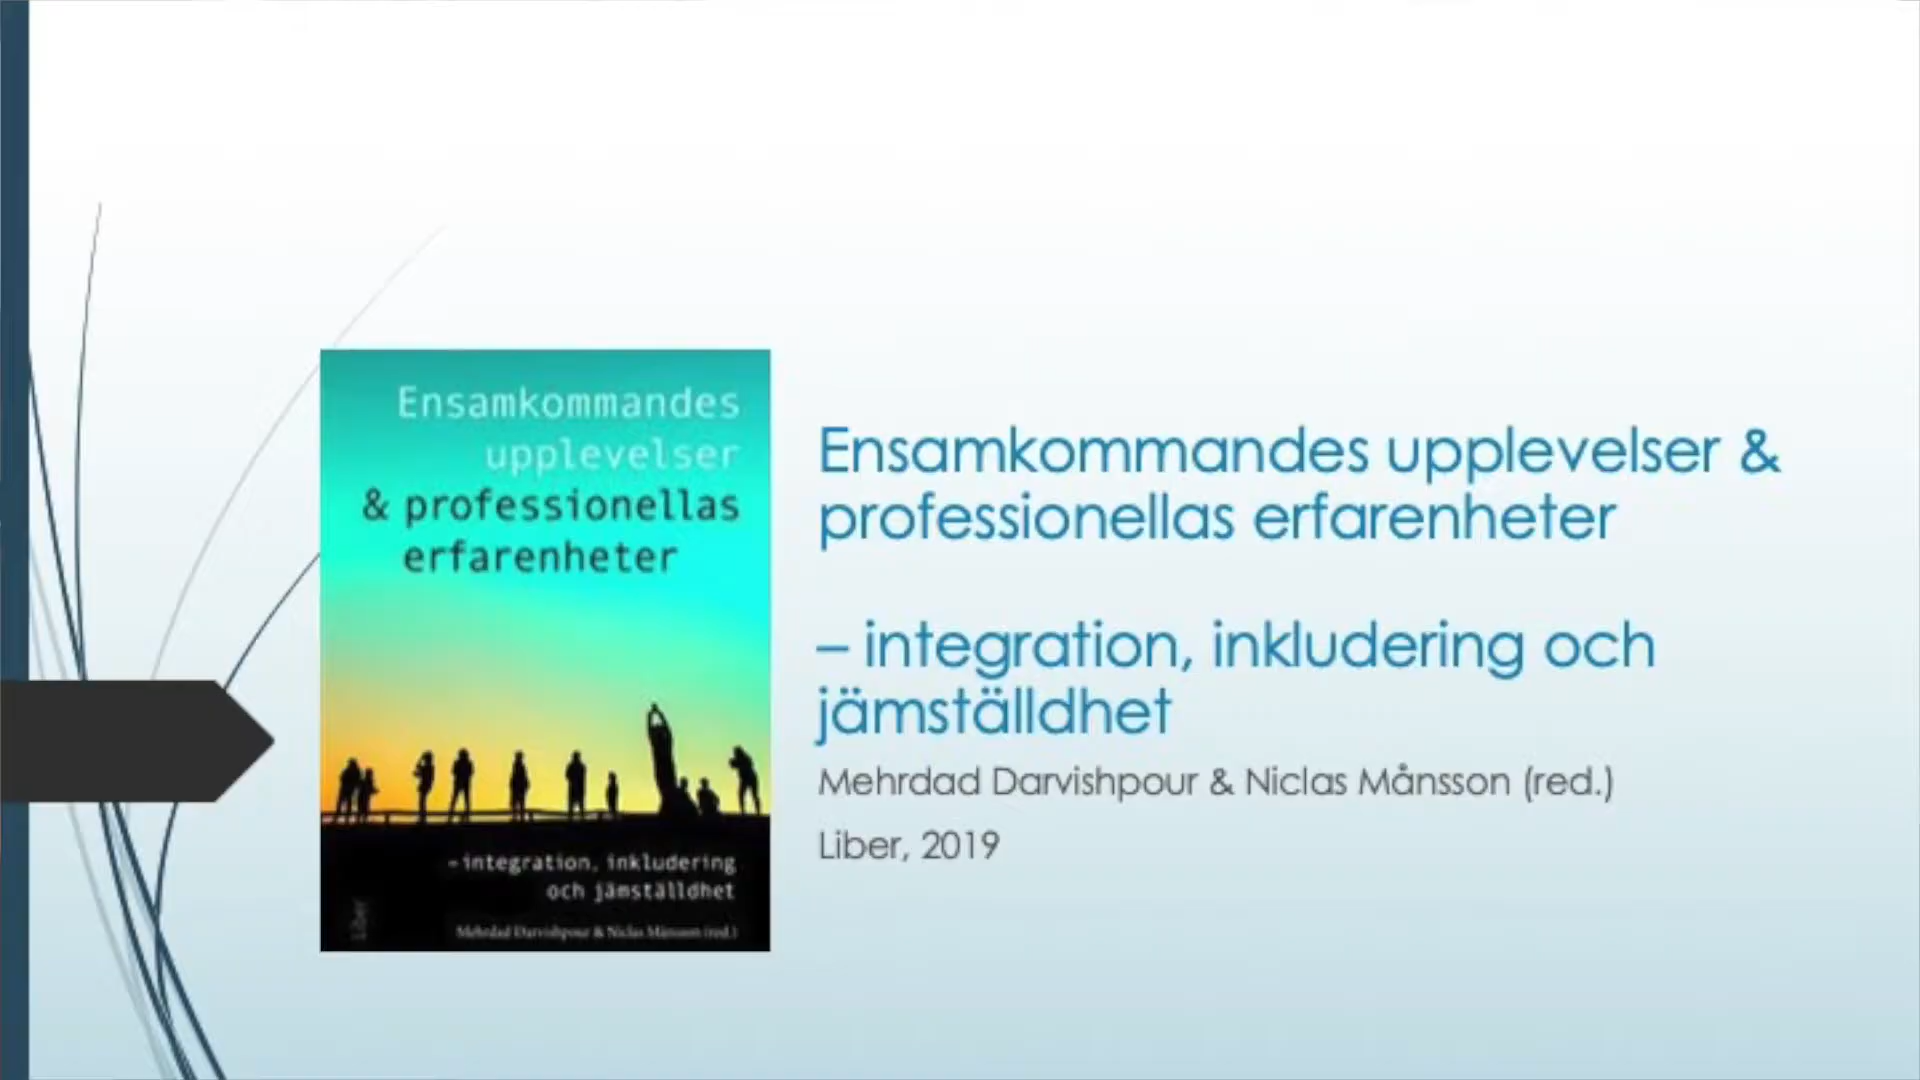 Ensamkommandes
upplevelser
& professionellas
erfarenheter
– integration, inkludering
och jämställdhet
Mehrdad Darvishpour & Niclas Månsson (red.)
Liber
Ensamkommandes upplevelser &
professionellas erfarenheter
– integration, inkludering och
jämställdhet
Mehrdad Darvishpour & Niclas Månsson (red.)
Liber, 2019